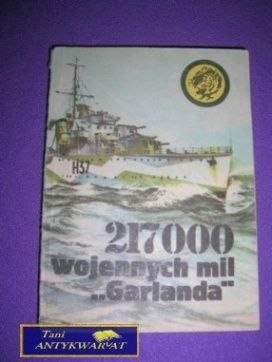 H37
217000
wojennych mil
„Garlanda"
Tani
ANTYKWARIAT